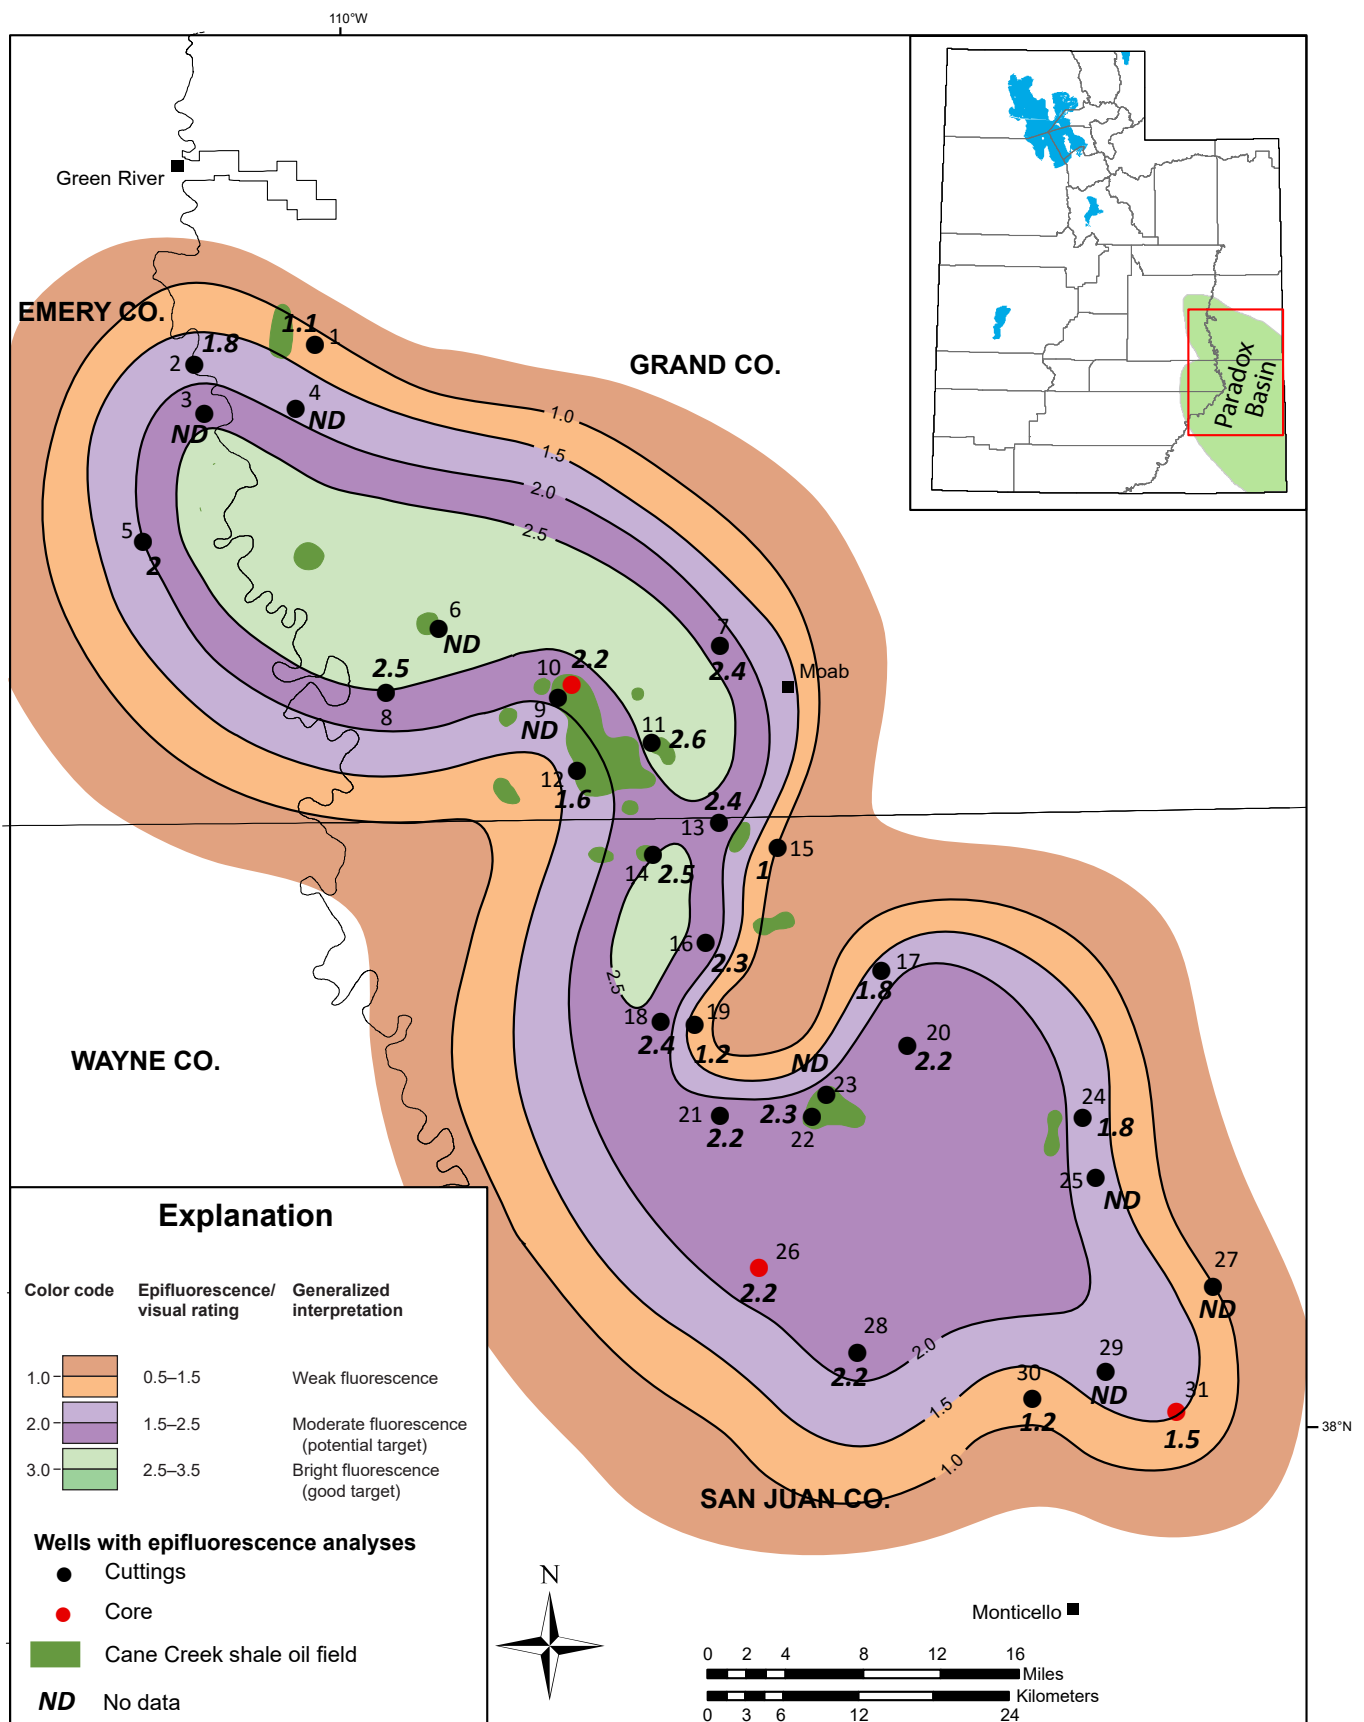 110°W
Green River
EMERY CO.
GRAND CO.
Paradox
Basin
1.1
1
1.8
2
3
ND
4
ND
1.0
1.5
2.0
2.5
5
2
6
ND
7
2.4
Moab
2.5
8
10
2.2
9
ND
11
2.6
12
1.6
2.4
13
14
2.5
15
1
16
2.3
2.5
17
1.8
18
2.4
19
1.2
20
2.2
ND
23
21
2.2
2.3
22
24
1.8
25
ND
WAYNE CO.
26
2.2
27
ND
28
2.2
2.0
29
ND
30
1.2
31
1.5
1.5
1.0
38°N
SAN JUAN CO.
Explanation
Color code
Epifluorescence/
visual rating
Generalized
interpretation
1.0
0.5–1.5
Weak fluorescence
2.0
1.5–2.5
Moderate fluorescence
(potential target)
3.0
2.5–3.5
Bright fluorescence
(good target)
Wells with epifluorescence analyses
Cuttings
Core
Cane Creek shale oil field
ND No data
N
Monticello
0 2 4 8 12 16
Miles
Kilometers
0 3 6 12 24